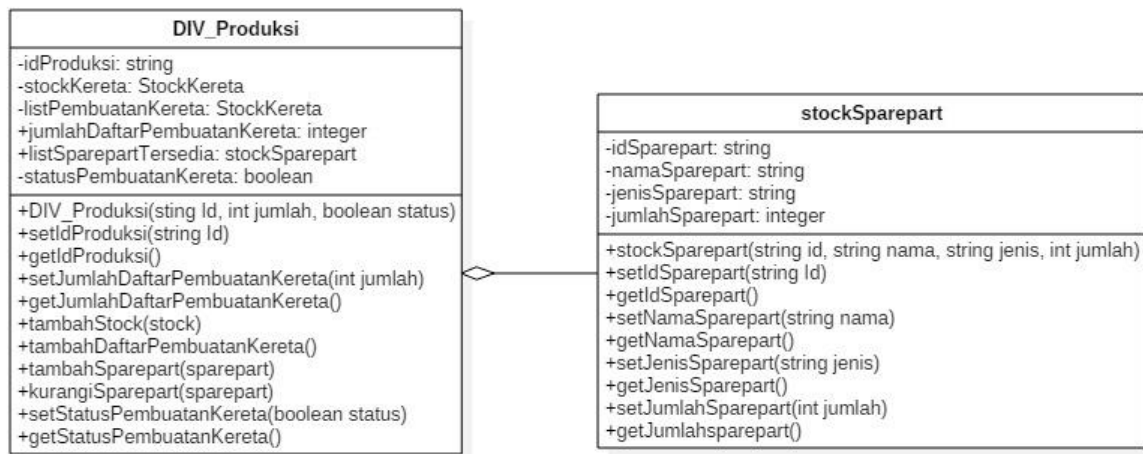 DIV_Produksi
-idProduksi: string
-stockKereta: StockKereta
-listPembuatanKereta: StockKereta
+jumlahDaftarPembuatanKereta: integer
+listSparepartTersedia: stockSparepart
-statusPembuatanKereta: boolean
+DIV_Produksi(sting Id, int jumlah, boolean status)
+setIdProduksi(string Id)
+getIdProduksi()
+setJumlahDaftarPembuatanKereta(int jumlah)
+getJumlahDaftarPembuatanKereta()
+tambahStock(stock)
+tambahDaftarPembuatanKereta()
+tambahSparepart(sparepart)
+kurangiSparepart(sparepart)
+setStatusPembuatanKereta(boolean status)
+getStatusPembuatanKereta()
stockSparepart
-idSparepart: string
-namaSparepart: string
-jenisSparepart: string
-jumlahSparepart: integer
+stockSparepart(string id, string nama, string jenis, int jumlah)
+setIdSparepart(string Id)
+getIdSparepart()
+setNamaSparepart(string nama)
+getNamaSparepart()
+setJenisSparepart(string jenis)
+getJenisSparepart()
+setJumlahSparepart(int jumlah)
+getJumlahsparepart()